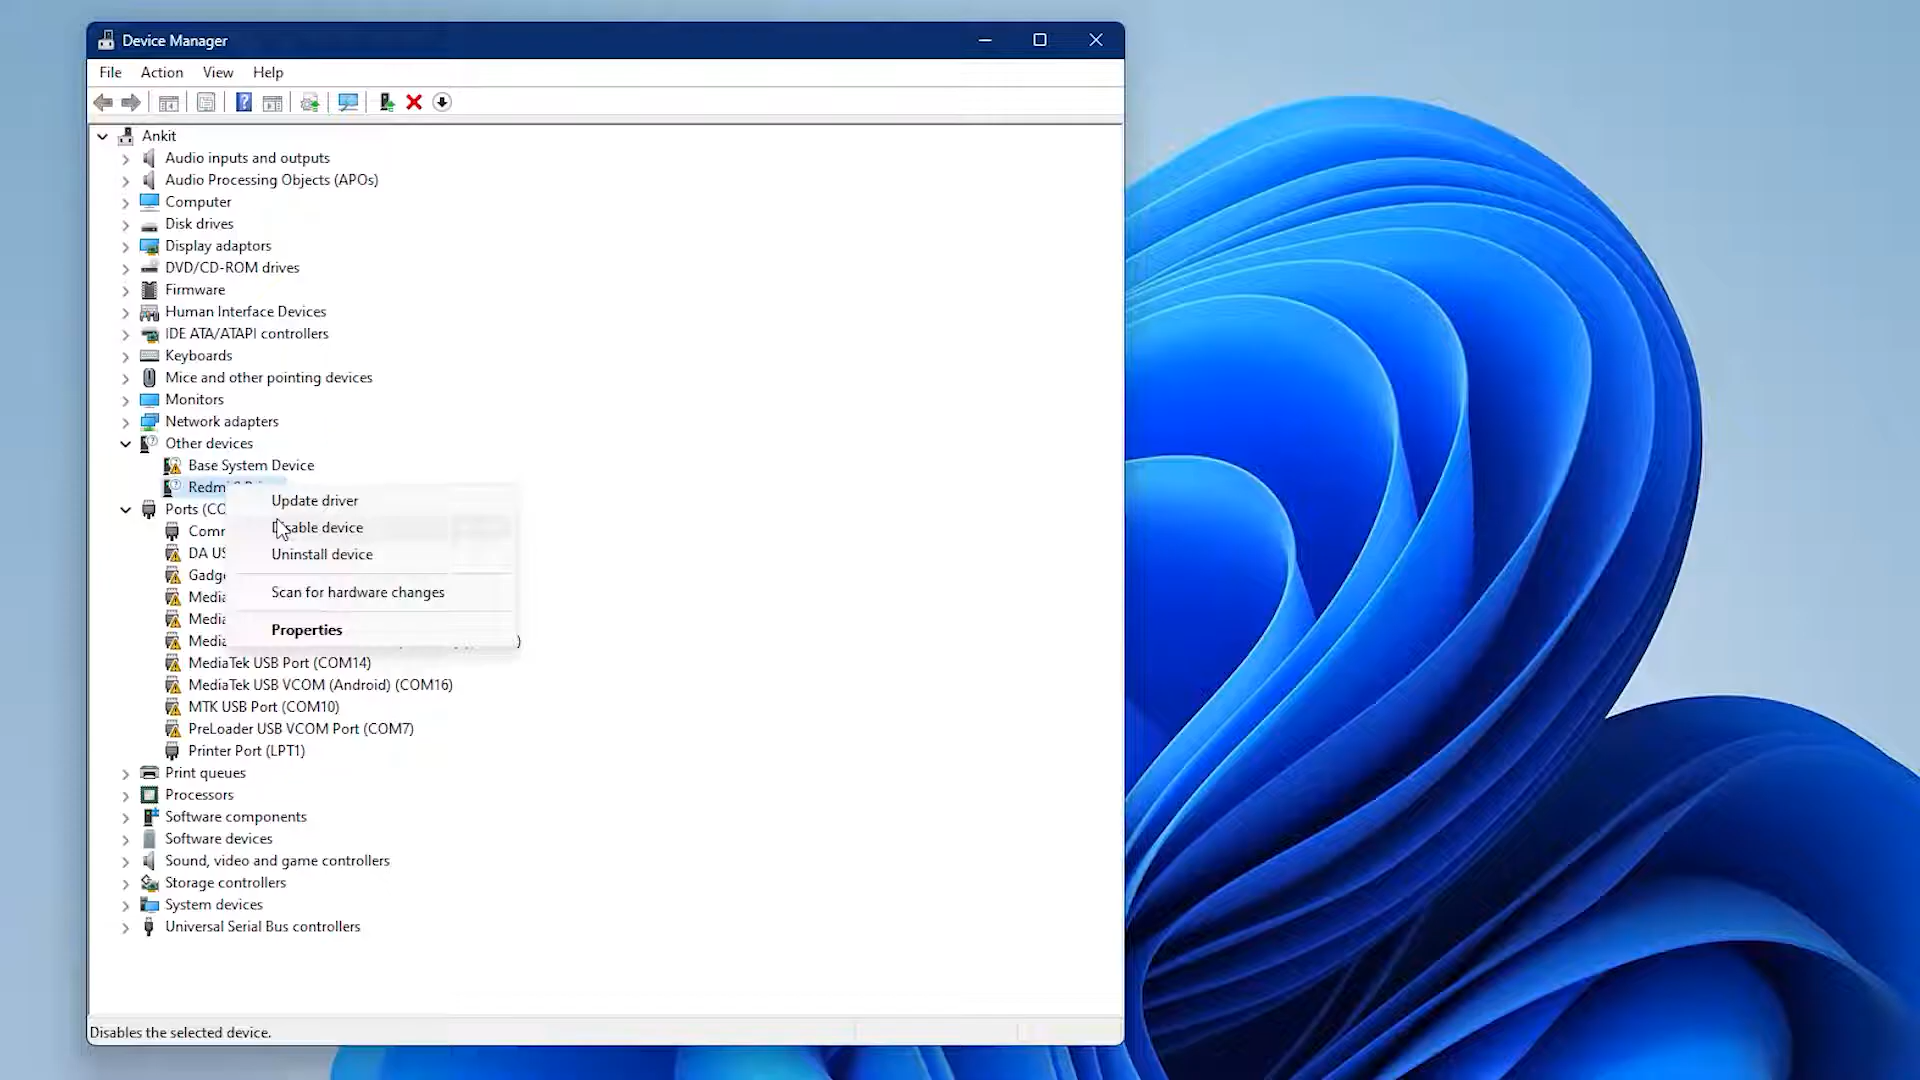 Device Manager
File Action View Help
Ankit
Audio inputs and outputs
Audio Processing Objects (APOs)
Computer
Disk drives
Display adaptors
DVD/CD-ROM drives
Firmware
Human Interface Devices
IDE ATA/ATAPI controllers
Keyboards
Mice and other pointing devices
Monitors
Network adapters
Other devices
Base System Device
Update driver
Ports (CO
device
Uninstall device
Scan for hardware changes
Properties
MediaTek USB Port (COM14)
MediaTek USB VCOM (Android) (COM16)
MTK USB Port (COM10)
PreLoader USB VCOM Port (COM7)
Printer Port (LPT1)
Print queues
Processors
Software components
Software devices
Sound, video and game controllers
Storage controllers
System devices
Universal Serial Bus controllers
Disables the selected device.